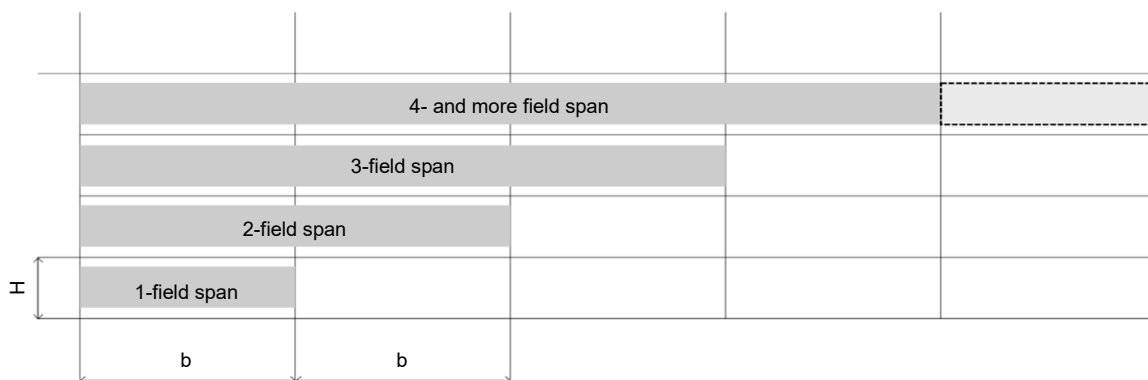 4- and more field span
3-field span
2-field span
1-field span
H
b
b